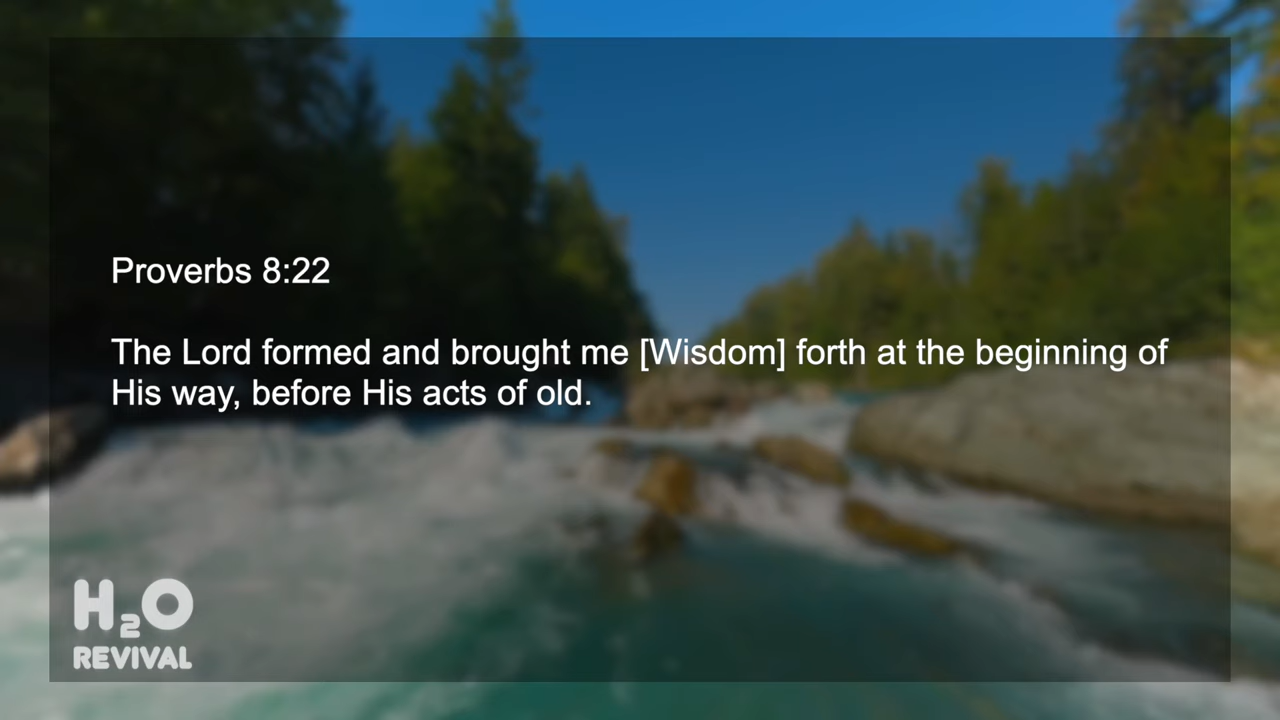 Proverbs 8:22
The Lord formed and brought me [Wisdom] forth at the beginning of
His way, before His acts of old.
H2O
REVIVAL